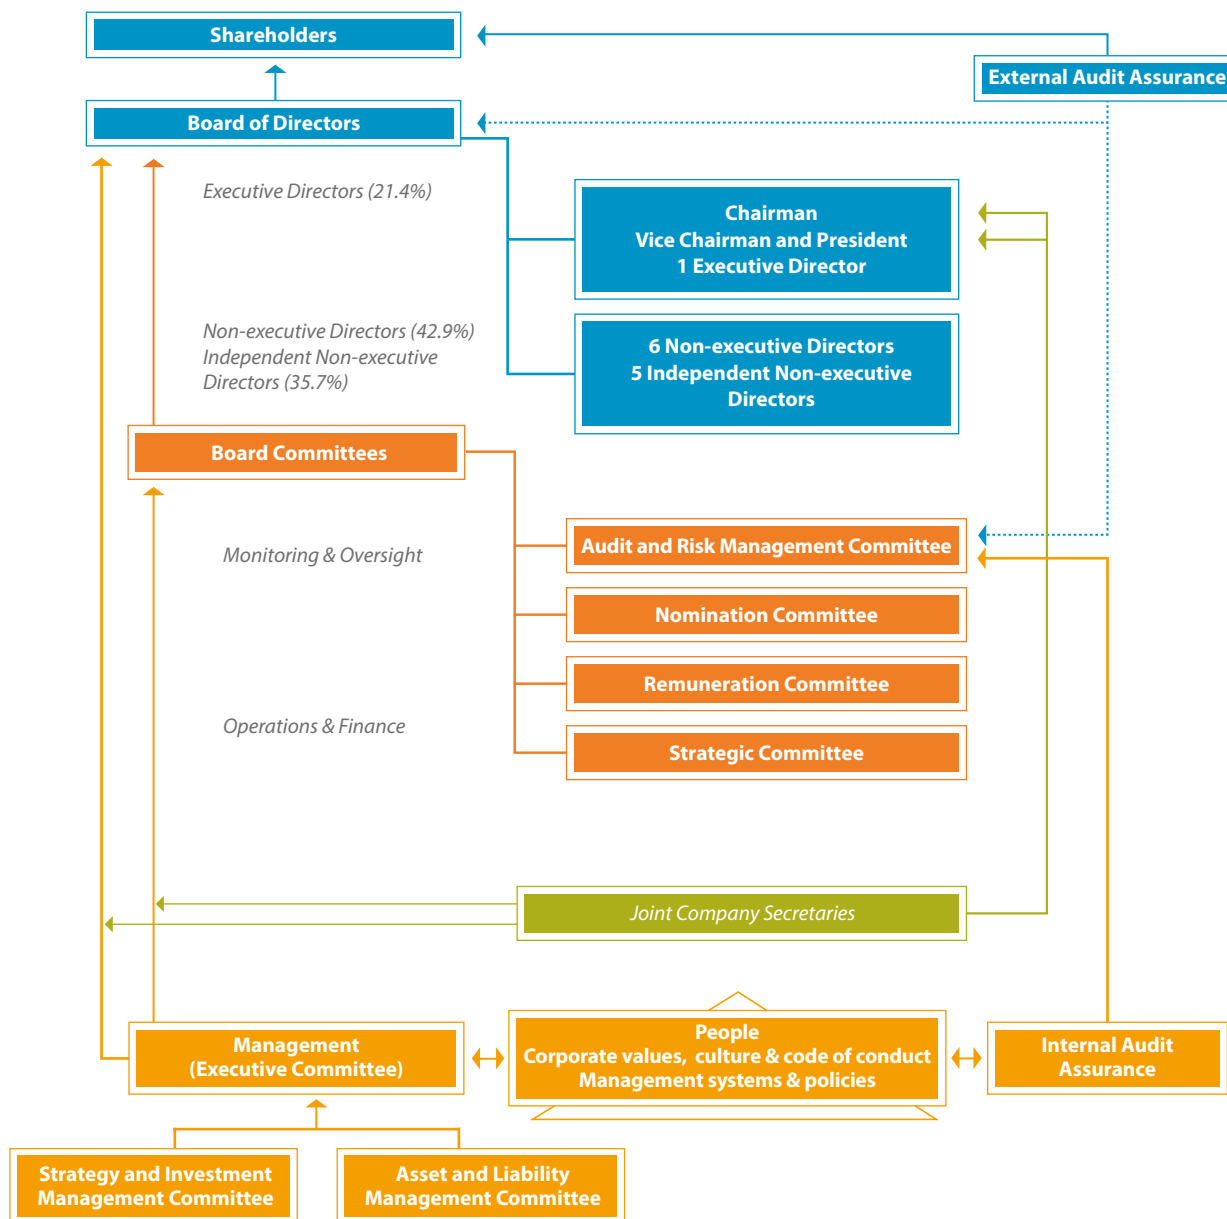 Shareholders
External Audit Assurance
Board of Directors
Executive Directors (21.4%)
Chairman
Vice Chairman and President
1 Executive Director
Non-executive Directors (42.9%)
Independent Non-executive
Directors (35.7%)
6 Non-executive Directors
5 Independent Non-executive
Directors
Board Committees
Monitoring & Oversight
Audit and Risk Management Committee
Nomination Committee
Remuneration Committee
Operations & Finance
Strategic Committee
Joint Company Secretaries
Management
(Executive Committee)
People
Corporate values, culture & code of conduct
Management systems & policies
Internal Audit
Assurance
Strategy and Investment
Management Committee
Asset and Liability
Management Committee